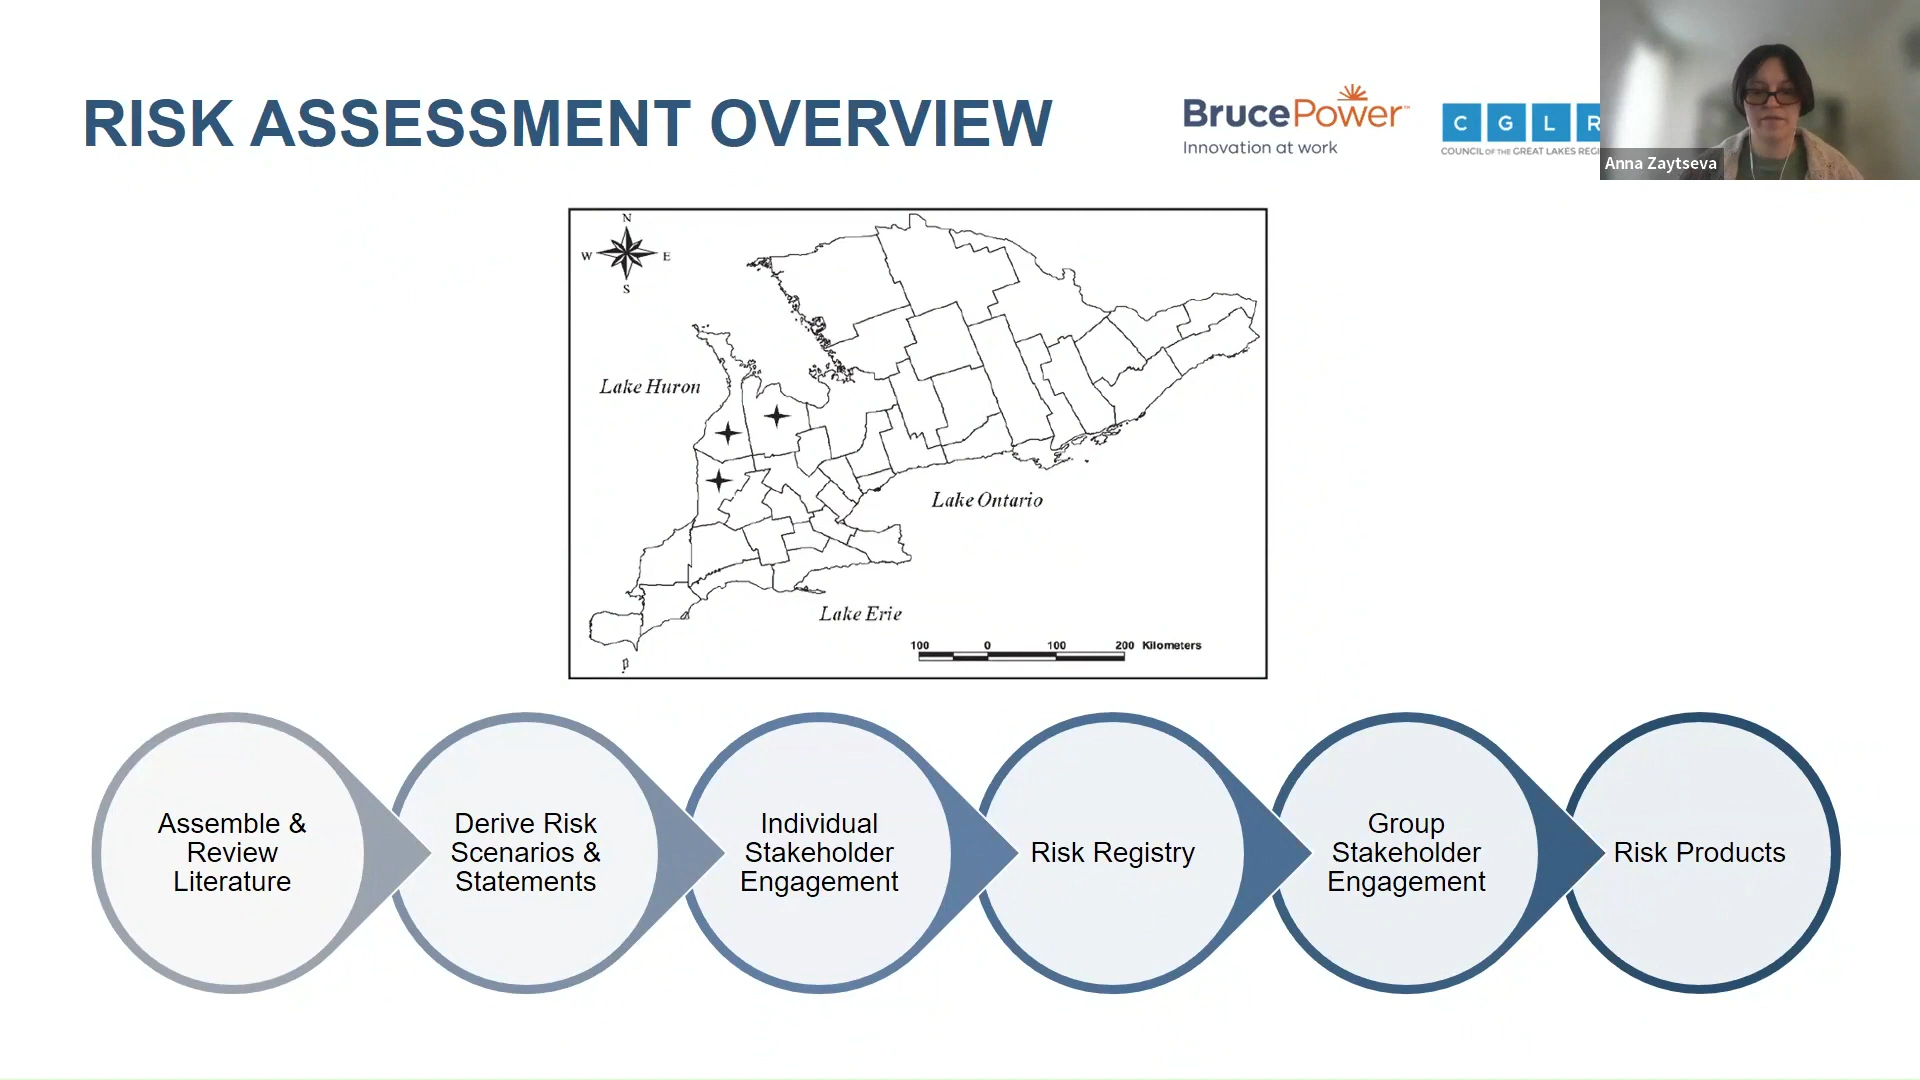 RISK ASSESSMENT OVERVIEW
BrucePower™
Innovation at work
C G L R
COUNCIL OF THE GREAT LAKES
Anna Zaytseva
N
W E
S
Lake Huron
Lake Ontario
Lake Erie
100 0 100 200 Kilometers
Assemble &
Review
Literature
Derive Risk
Scenarios &
Statements
Individual
Stakeholder
Engagement
Risk Registry
Group
Stakeholder
Engagement
Risk Products